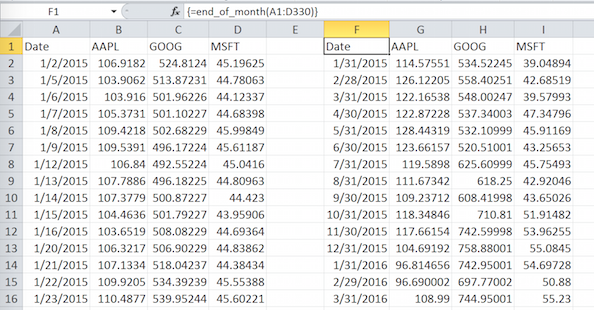 F1 fx {=end_of_month(A1:D330)}
A B C D E F G H I
1 Date AAPL GOOG MSFT Date AAPL GOOG MSFT
2 1/2/2015 106.9182 524.8124 45.19625 1/31/2015 114.57551 534.52245 39.04894
3 1/5/2015 103.9062 513.87231 44.78063 2/28/2015 126.12205 558.40251 42.68519
4 1/6/2015 103.916 501.96226 44.12337 3/31/2015 122.16538 548.00247 39.57993
5 1/7/2015 105.3731 501.10227 44.68398 4/30/2015 122.87228 537.34003 47.34796
6 1/8/2015 109.4218 502.68229 45.99849 5/31/2015 128.44319 532.10999 45.91169
7 1/9/2015 109.5391 496.17224 45.61187 6/30/2015 123.66157 520.51001 43.25653
8 1/12/2015 106.84 492.55224 45.0416 7/31/2015 119.5898 625.60999 45.75493
9 1/13/2015 107.7886 496.18225 44.80963 8/31/2015 111.67342 618.25 42.92046
10 1/14/2015 107.3779 500.87227 44.423 9/30/2015 109.23712 608.41998 43.65026
11 1/15/2015 104.4636 501.79227 43.95906 10/31/2015 118.34846 710.81 51.91482
12 1/16/2015 103.6519 508.08229 44.69364 11/30/2015 117.66154 742.59998 53.96255
13 1/20/2015 106.3217 506.90229 44.83862 12/31/2015 104.69192 758.88001 55.0845
14 1/21/2015 107.1334 518.04237 44.38434 1/31/2016 96.814656 742.95001 54.69728
15 1/22/2015 109.9205 534.39239 45.55388 2/29/2016 96.690002 697.77002 50.88
16 1/23/2015 110.4877 539.95244 45.60221 3/31/2016 108.99 744.95001 55.23